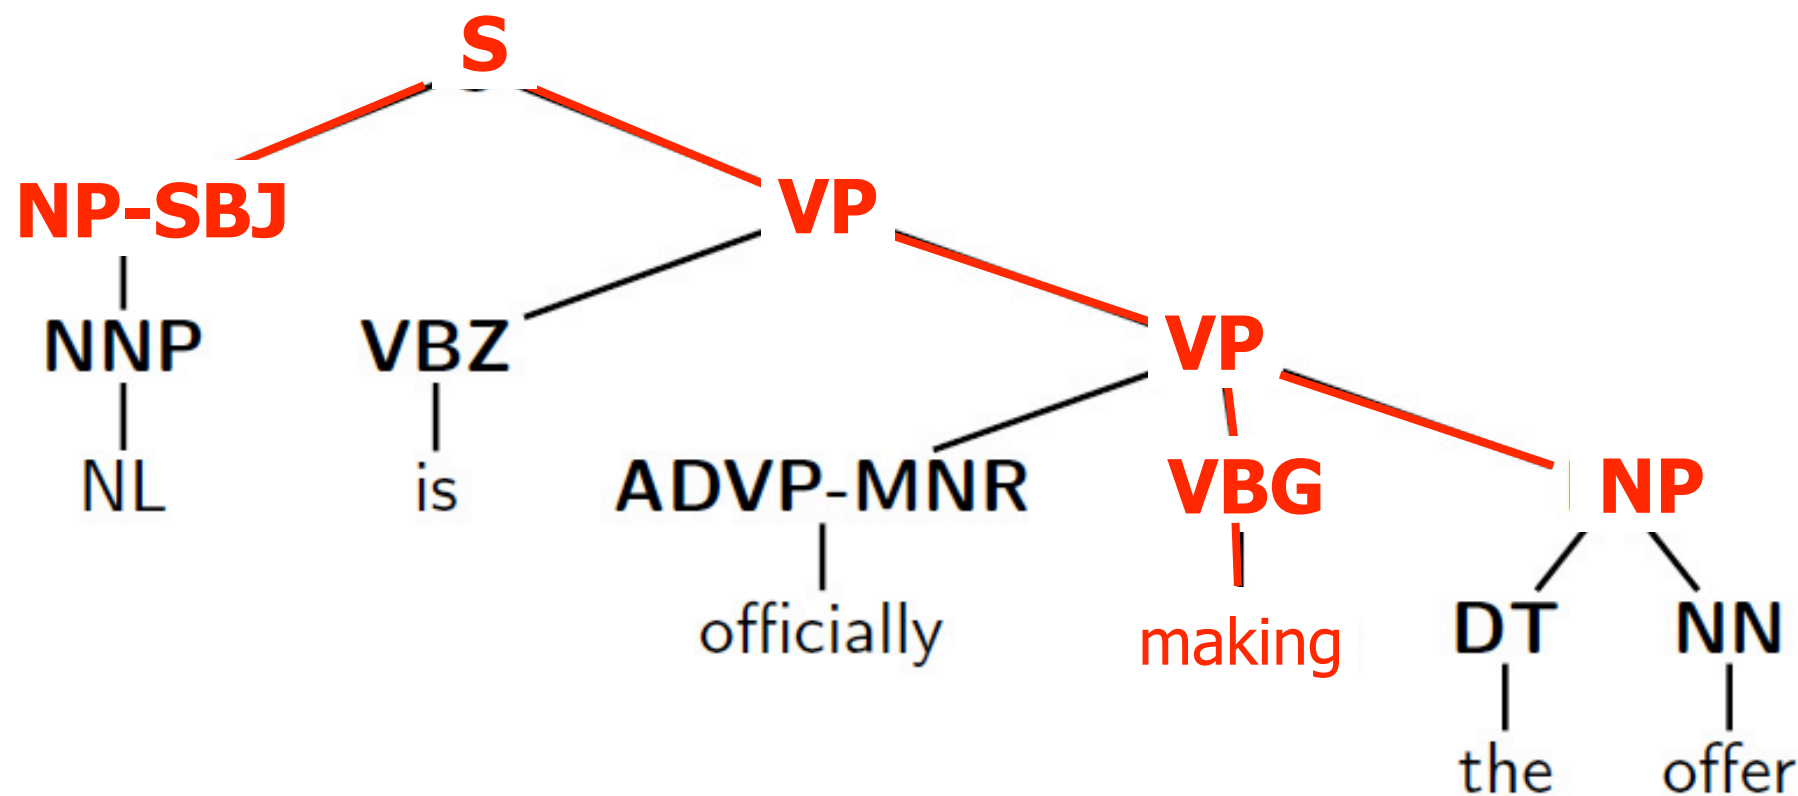 S
NP-SBJ VP
NNP VBZ VP
NL is ADVP-MNR VBG NP
officially making DT NN
the offer